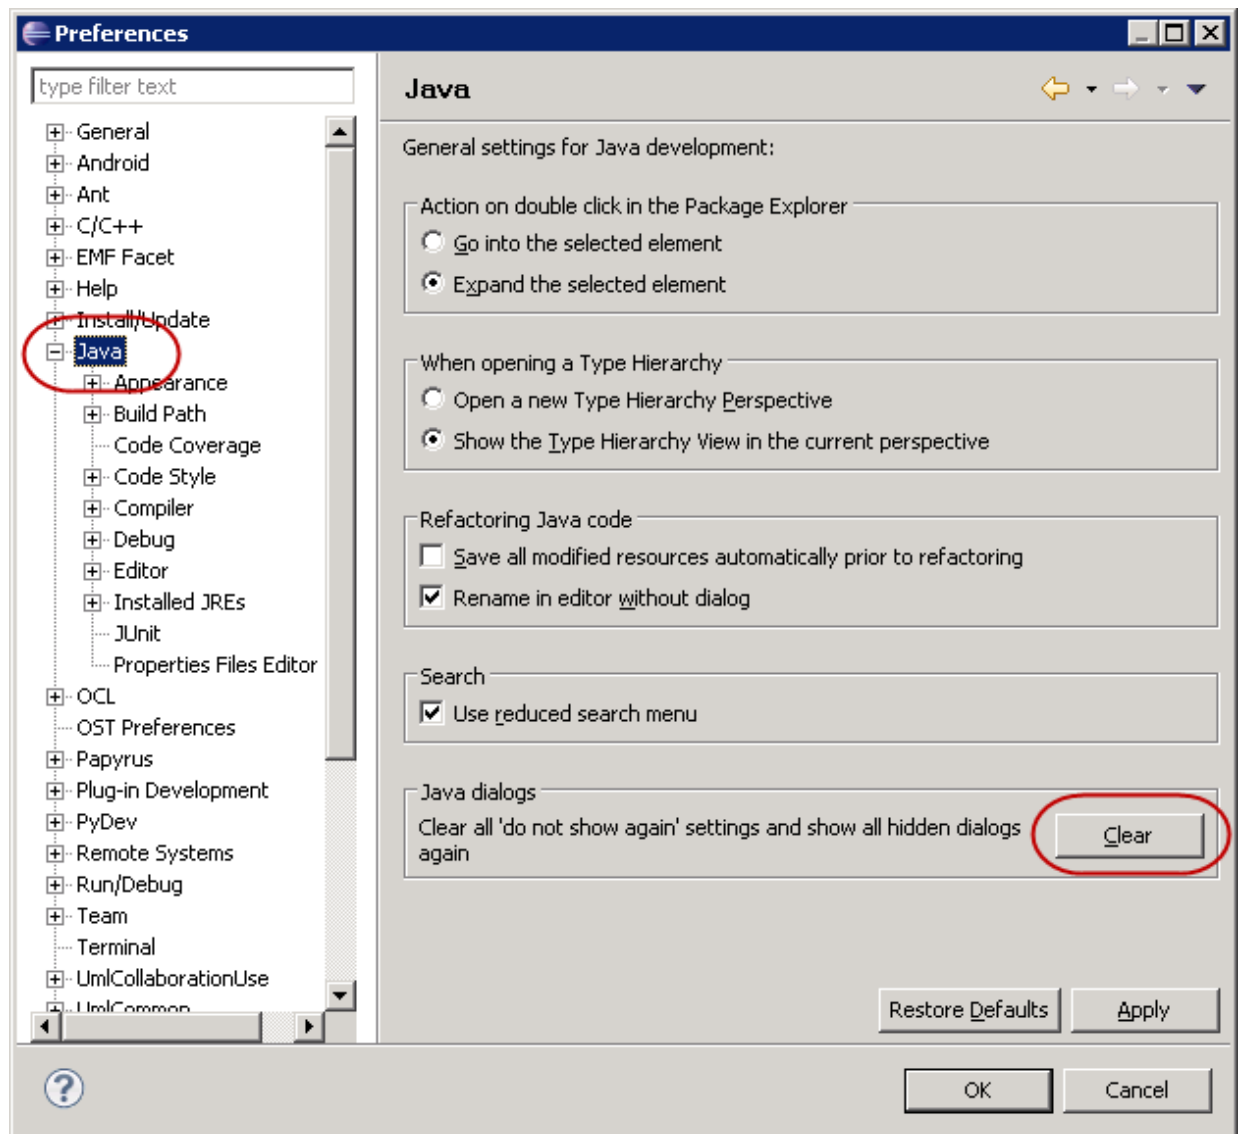 Preferences
type filter text
General
Android
Ant
C/C++
EMF Facet
Help
Install/Update
Java
Appearance
Build Path
Code Coverage
Code Style
Compiler
Debug
Editor
Installed JREs
JUnit
Properties Files Editor
OCL
OST Preferences
Papyrus
Plug-in Development
PyDev
Remote Systems
Run/Debug
Team
Terminal
UmlCollaborationUse
UmlCommon
Java
General settings for Java development:
Action on double click in the Package Explorer
Go into the selected element
Expand the selected element
When opening a Type Hierarchy
Open a new Type Hierarchy Perspective
Show the Type Hierarchy View in the current perspective
Refactoring Java code
Save all modified resources automatically prior to refactoring
Rename in editor without dialog
Search
Use reduced search menu
Java dialogs
Clear all 'do not show again' settings and show all hidden dialogs
again
Clear
Restore Defaults
Apply
?
OK
Cancel